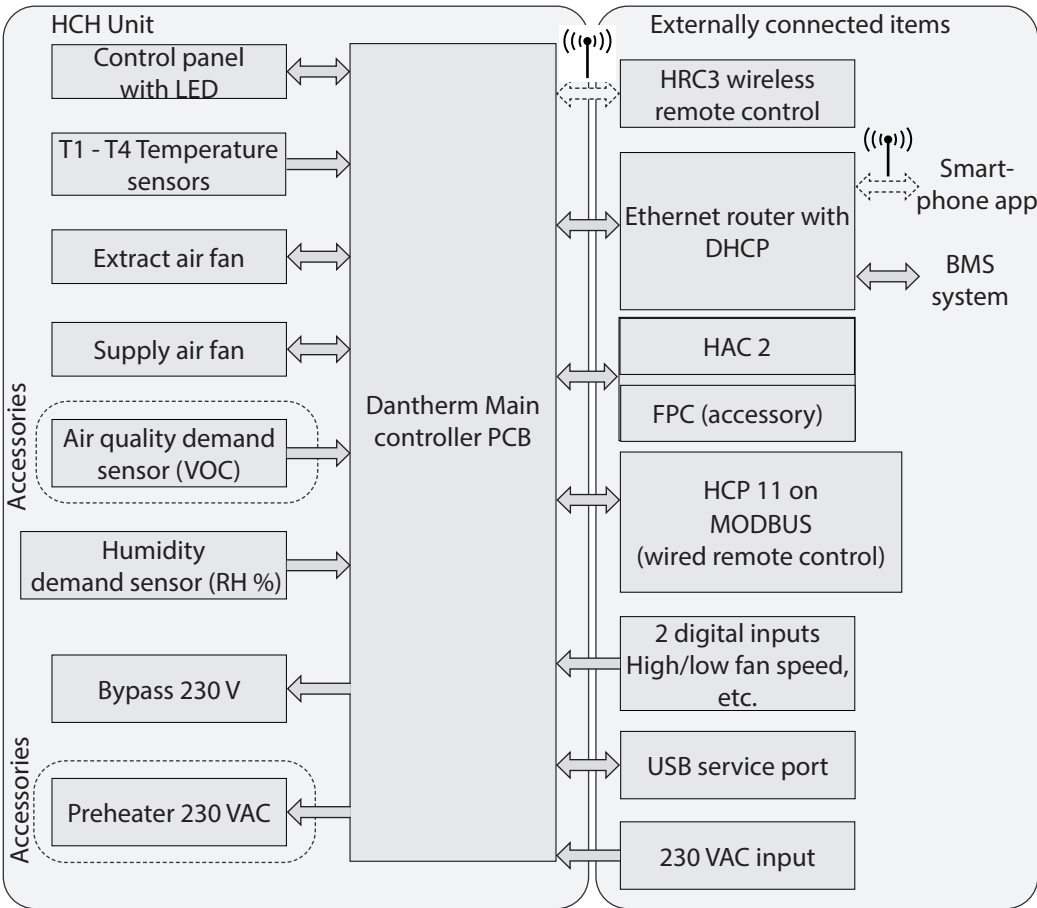 HCH Unit
Control panel
with LED
T1 - T4 Temperature
sensors
Extract air fan
Supply air fan
Accessories
Air quality demand
sensor (VOC)
Humidity
demand sensor (RH %)
Bypass 230 V
Accessories
Preheater 230 VAC
Dantherm Main
controller PCB
Externally connected items
HRC3 wireless
remote control
Ethernet router with
DHCP
Smart-
phone app
BMS
system
HAC 2
FPC (accessory)
HCP 11 on
MODBUS
(wired remote control)
2 digital inputs
High/low fan speed,
etc.
USB service port
230 VAC input